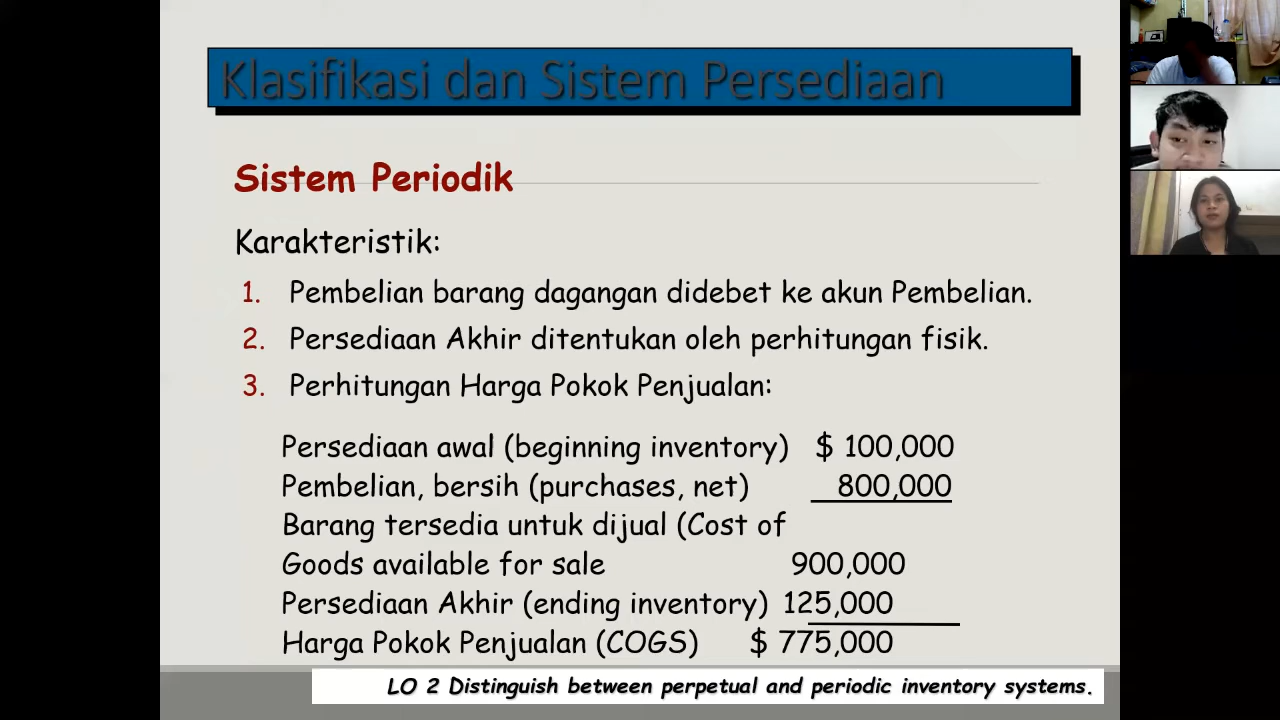 Klasifikasi dan Sistem Persediaan
Sistem Periodik
Karakteristik:
1. Pembelian barang dagangan didebet ke akun Pembelian.
2. Persediaan Akhir ditentukan oleh perhitungan fisik.
3. Perhitungan Harga Pokok Penjualan:
Persediaan awal (beginning inventory) $ 100,000
Pembelian, bersih (purchases, net) 800,000
Barang tersedia untuk dijual (Cost of
Goods available for sale 900,000
Persediaan Akhir (ending inventory) 125,000
Harga Pokok Penjualan (COGS) $ 775,000
LO 2 Distinguish between perpetual and periodic inventory systems.